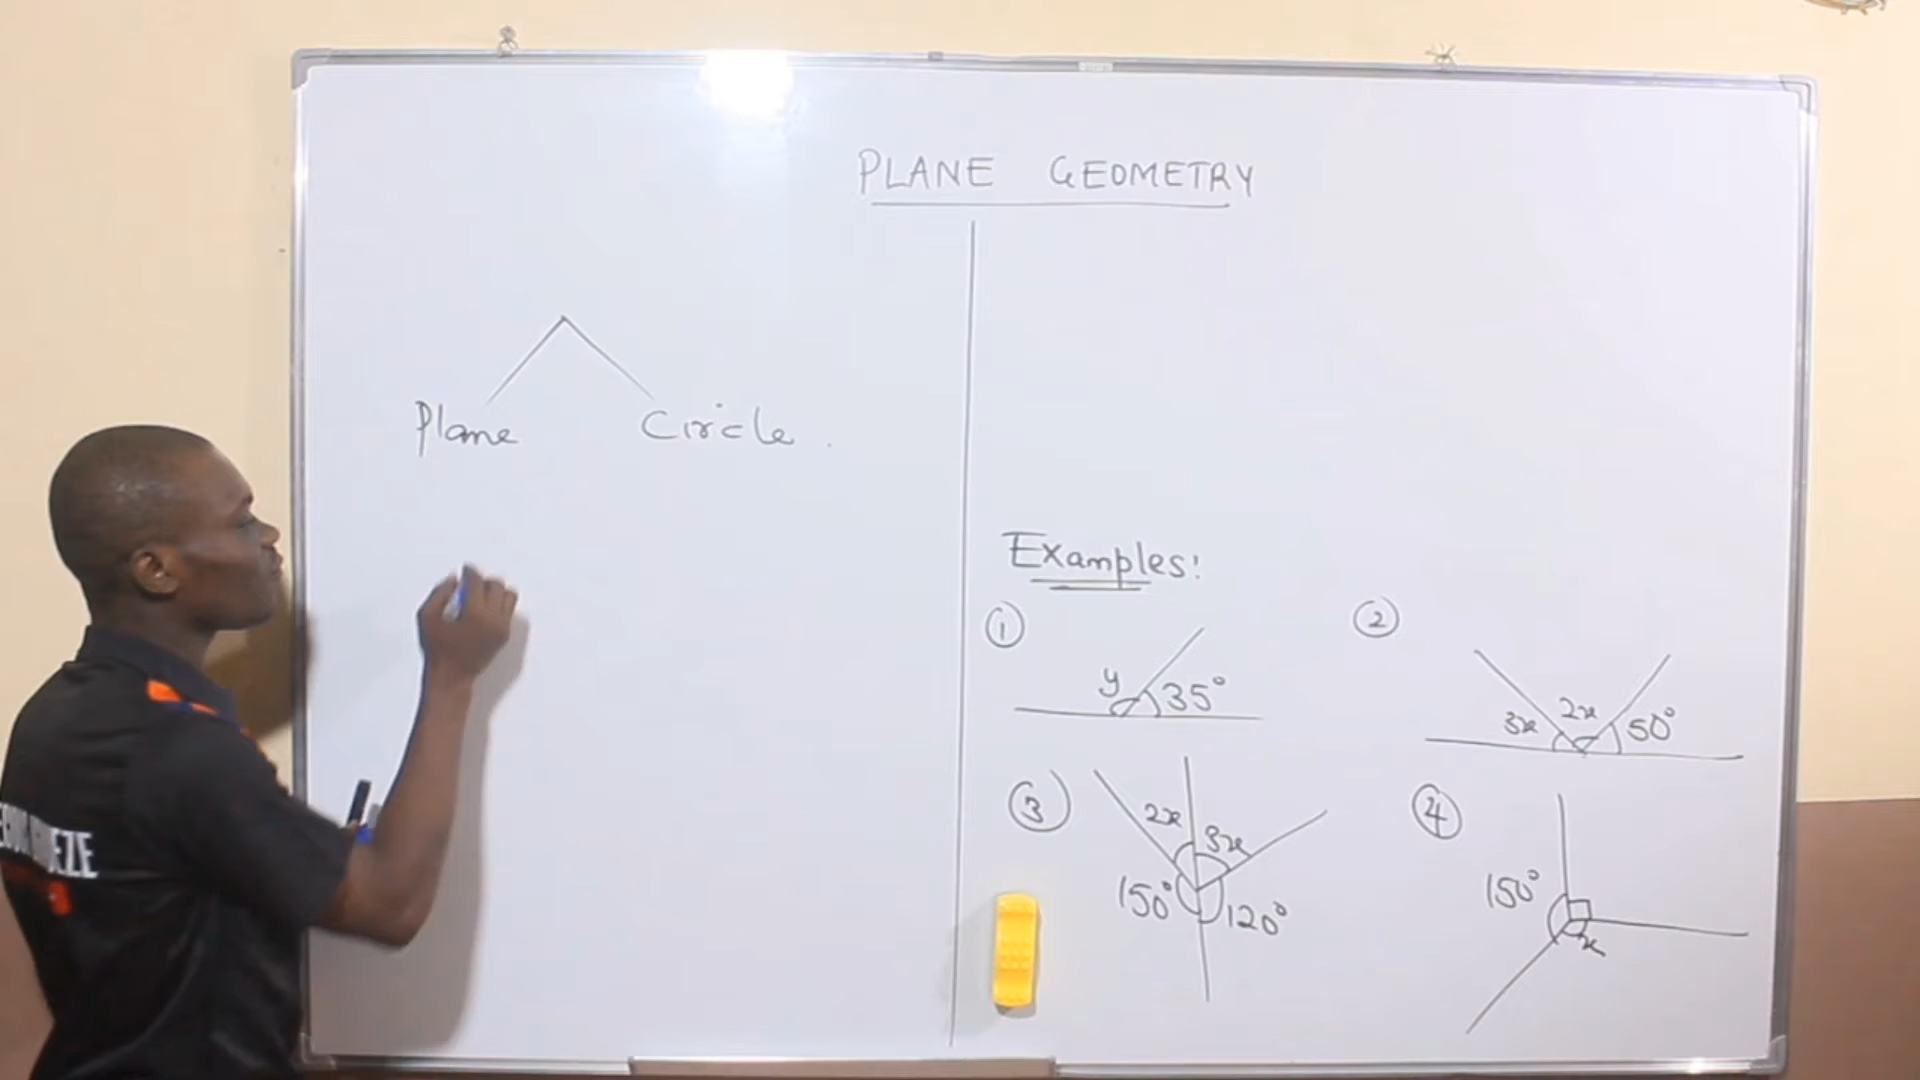 PLANE GEOMETRY
Plane Circle .
Examples:
①
y 35°
②
3x 2x 50°
③
2x 3x
150° 120°
④
150°
x